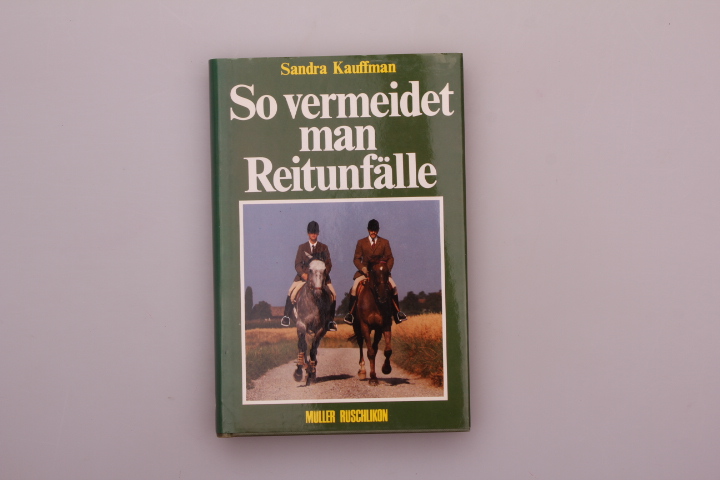 Sandra Kauffman
So vermeidet
man
Reitunfälle
MULLER RUSCHLIKON